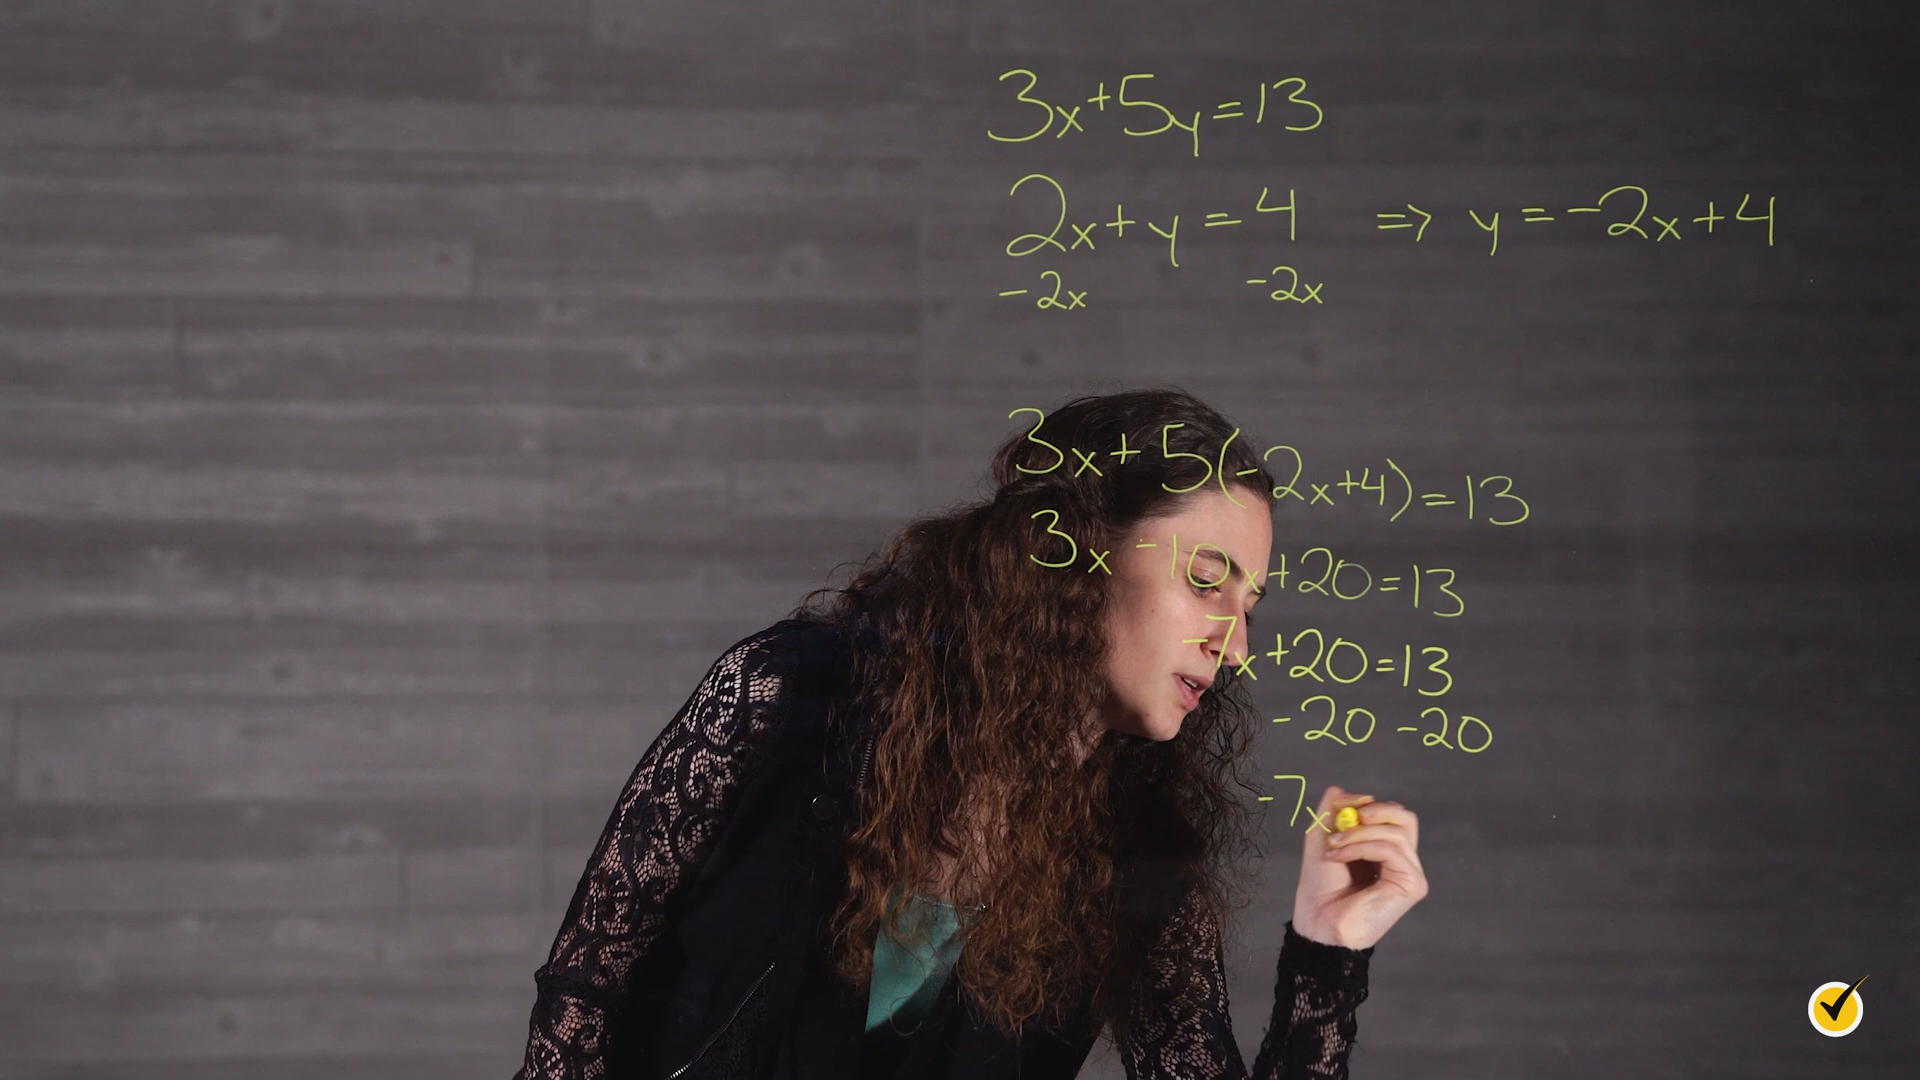 3x+5y=13
2x+y=4 => y=-2x+4
-2x -2x
3x+5(-2x+4)=13
3x-10x+20=13
-7x+20=13
-20 -20
-7x